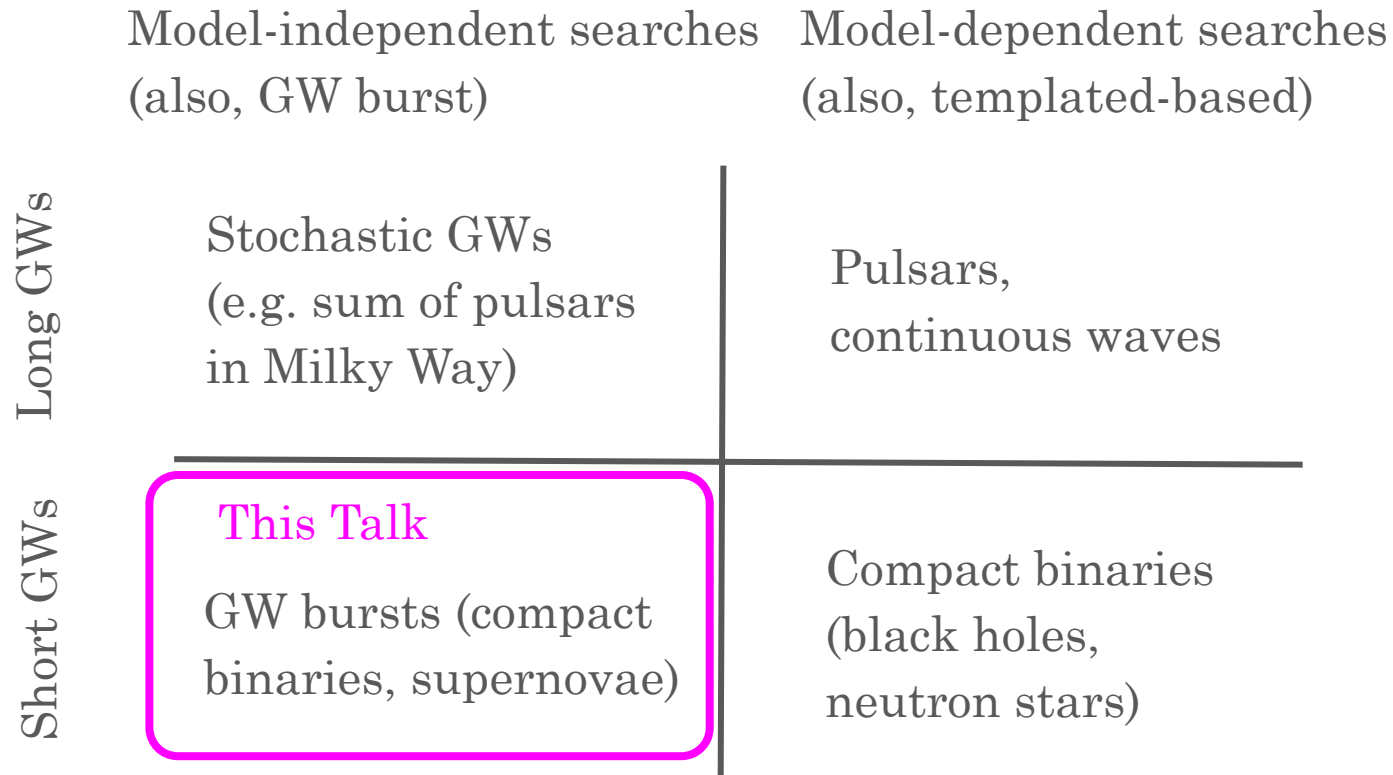 Model-independent searches
(also, GW burst)
Model-dependent searches
(also, templated-based)
Long GWs
Stochastic GWs
(e.g. sum of pulsars
in Milky Way)
Pulsars,
continuous waves
Short GWs
This Talk
GW bursts (compact
binaries, supernovae)
Compact binaries
(black holes,
neutron stars)